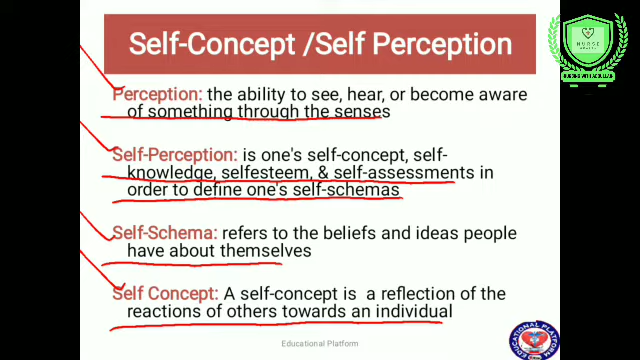 Self-Concept /Self Perception
NURSE
Perception: the ability to see, hear, or become aware
of something through the senses
Self-Perception: is one's self-concept, self-
knowledge, selfesteem, & self-assessments in
order to define one's self-schemas
Self-Schema: refers to the beliefs and ideas people
have about themselves
Self Concept: A self-concept is a reflection of the
reactions of others towards an individual
Educational Platform
EDUCATIONAL PLATFORM